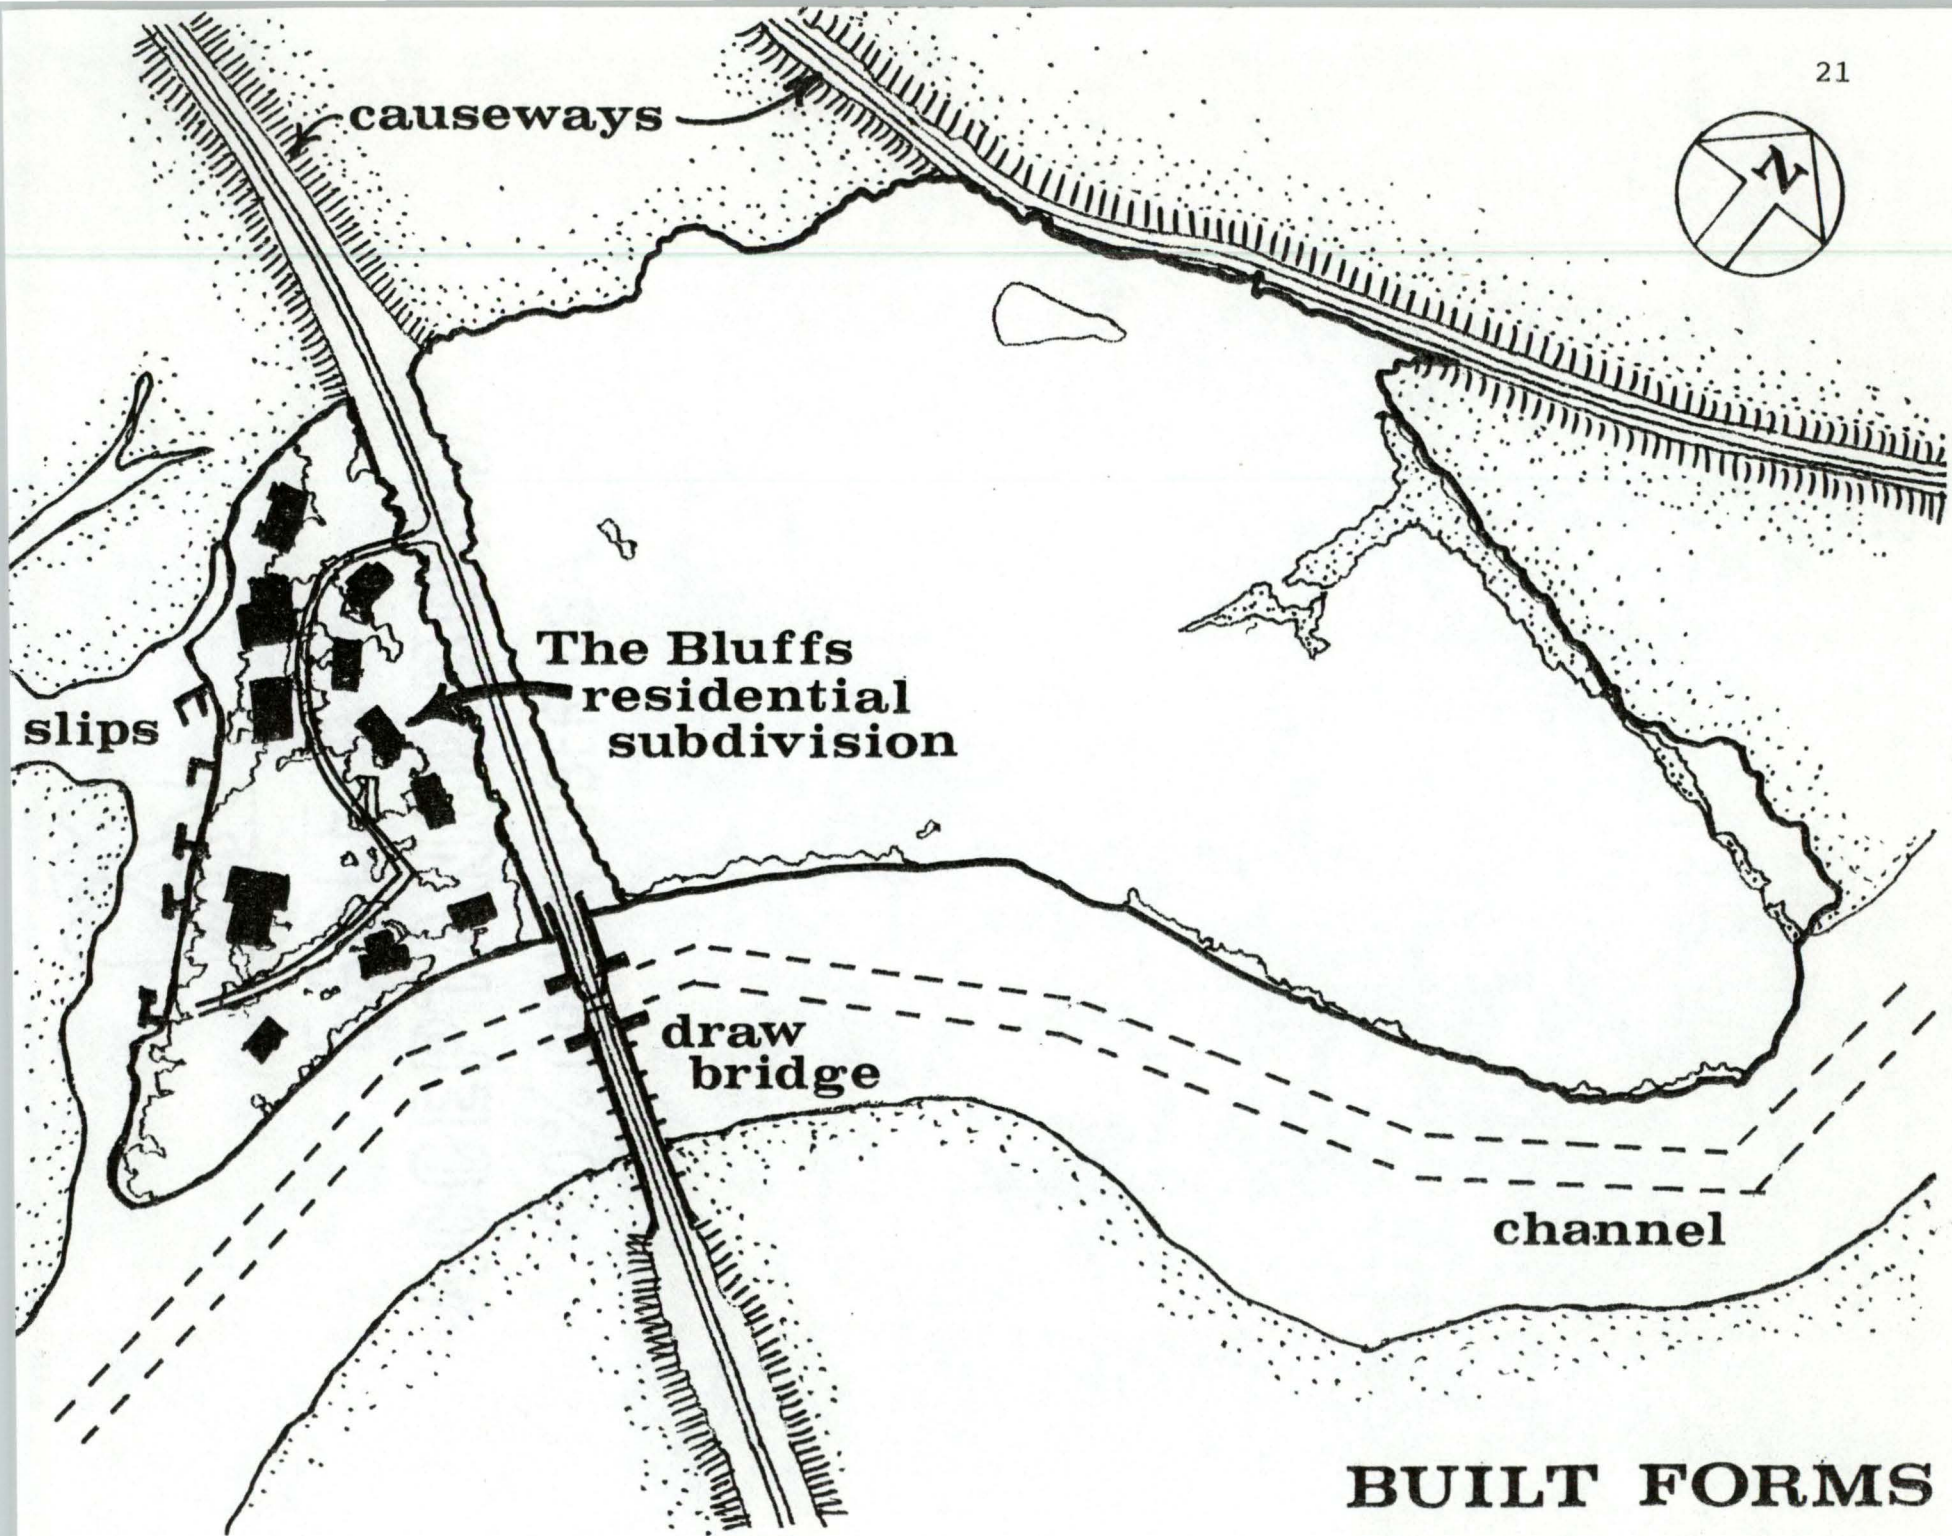 21
causeways
N
The Bluffs
residential
subdivision
slips
draw
bridge
channel
BUILT FORMS